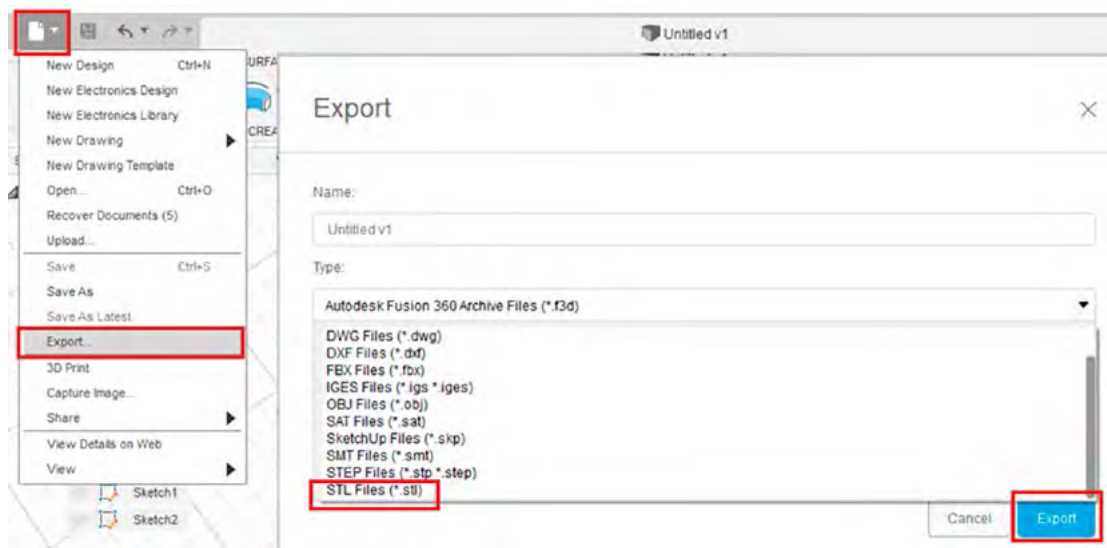 Untitled v1
New Design Ctrl+N
New Electronics Design
New Electronics Library
New Drawing
New Drawing Template
Open... Ctrl+O
Recover Documents (5)
Upload...
Save Ctrl+S
Save As
Save As Latest
Export...
3D Print
Capture Image...
Share
View Details on Web
View
Sketch1
Sketch2
URFA
CREA
Export
Name:
Untitled v1
Type:
Autodesk Fusion 360 Archive Files (*.f3d)
DWG Files (*.dwg)
DXF Files (*.dxf)
FBX Files (*.fbx)
IGES Files (*.igs *.iges)
OBJ Files (*.obj)
SAT Files (*.sat)
SketchUp Files (*.skp)
SMT Files (*.smt)
STEP Files (*.stp *.step)
STL Files (*.stl)
Cancel
Export